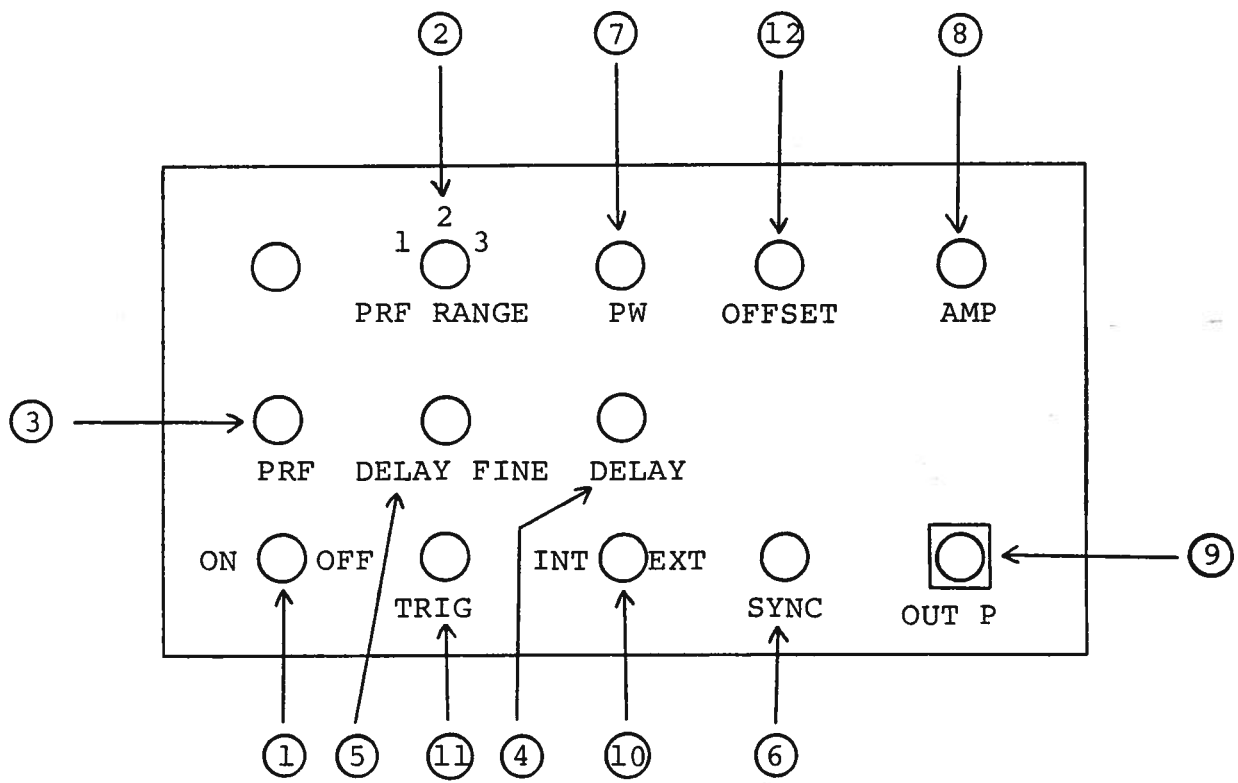 2 7 12 8
2
1 3
PRF RANGE PW OFFSET AMP
3
PRF DELAY FINE DELAY
ON OFF INT EXT 9
TRIG SYNC OUT P
1 5 11 4 10 6